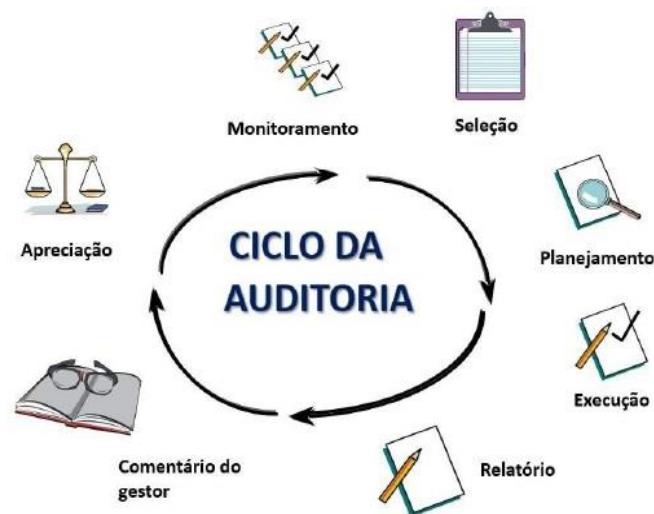 Monitoramento
Seleção
Apreciação
CICLO DA
AUDITORIA
Planejamento
Execução
Relatório
Comentário do
gestor